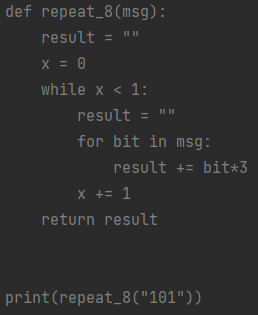 def repeat_8(msg):
    result = ""
    x = 0
    while x < 1:
        result = ""
        for bit in msg:
            result += bit*3
        x += 1
    return result
print(repeat_8("101"))